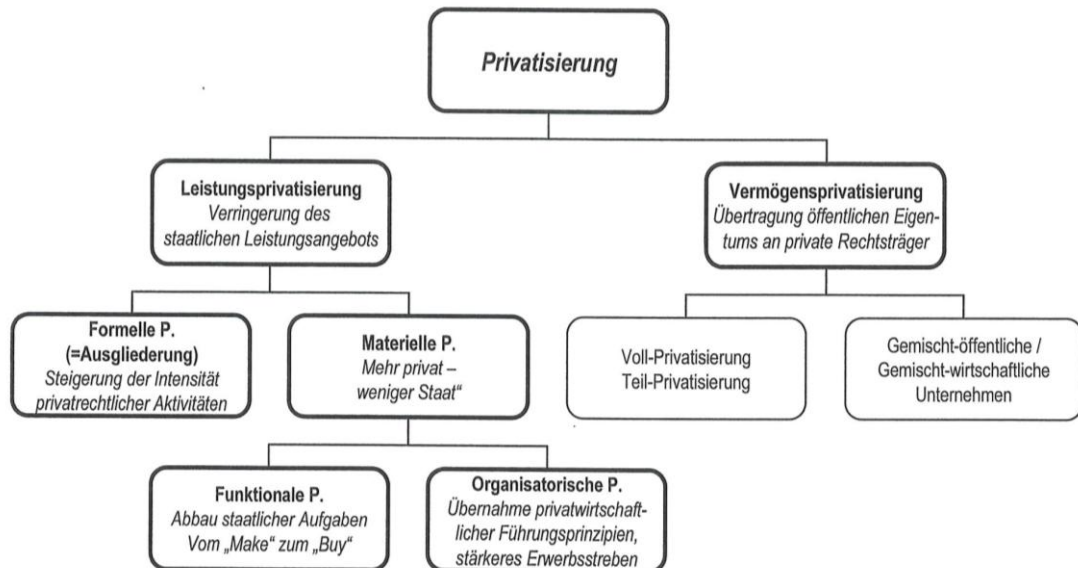 Privatisierung
Leistungsprivatisierung
Verringerung des
staatlichen Leistungsangebots
Vermögensprivatisierung
Übertragung öffentlichen Eigen-
tums an private Rechtsträger
Formelle P.
(=Ausgliederung)
Steigerung der Intensität
privatrechtlicher Aktivitäten
Materielle P.
Mehr privat –
weniger Staat“
Voll-Privatisierung
Teil-Privatisierung
Gemischt-öffentliche /
Gemischt-wirtschaftliche
Unternehmen
Funktionale P.
Abbau staatlicher Aufgaben
Vom „Make“ zum „Buy“
Organisatorische P.
Übernahme privatwirtschaft-
licher Führungsprinzipien,
stärkeres Erwerbsstreben